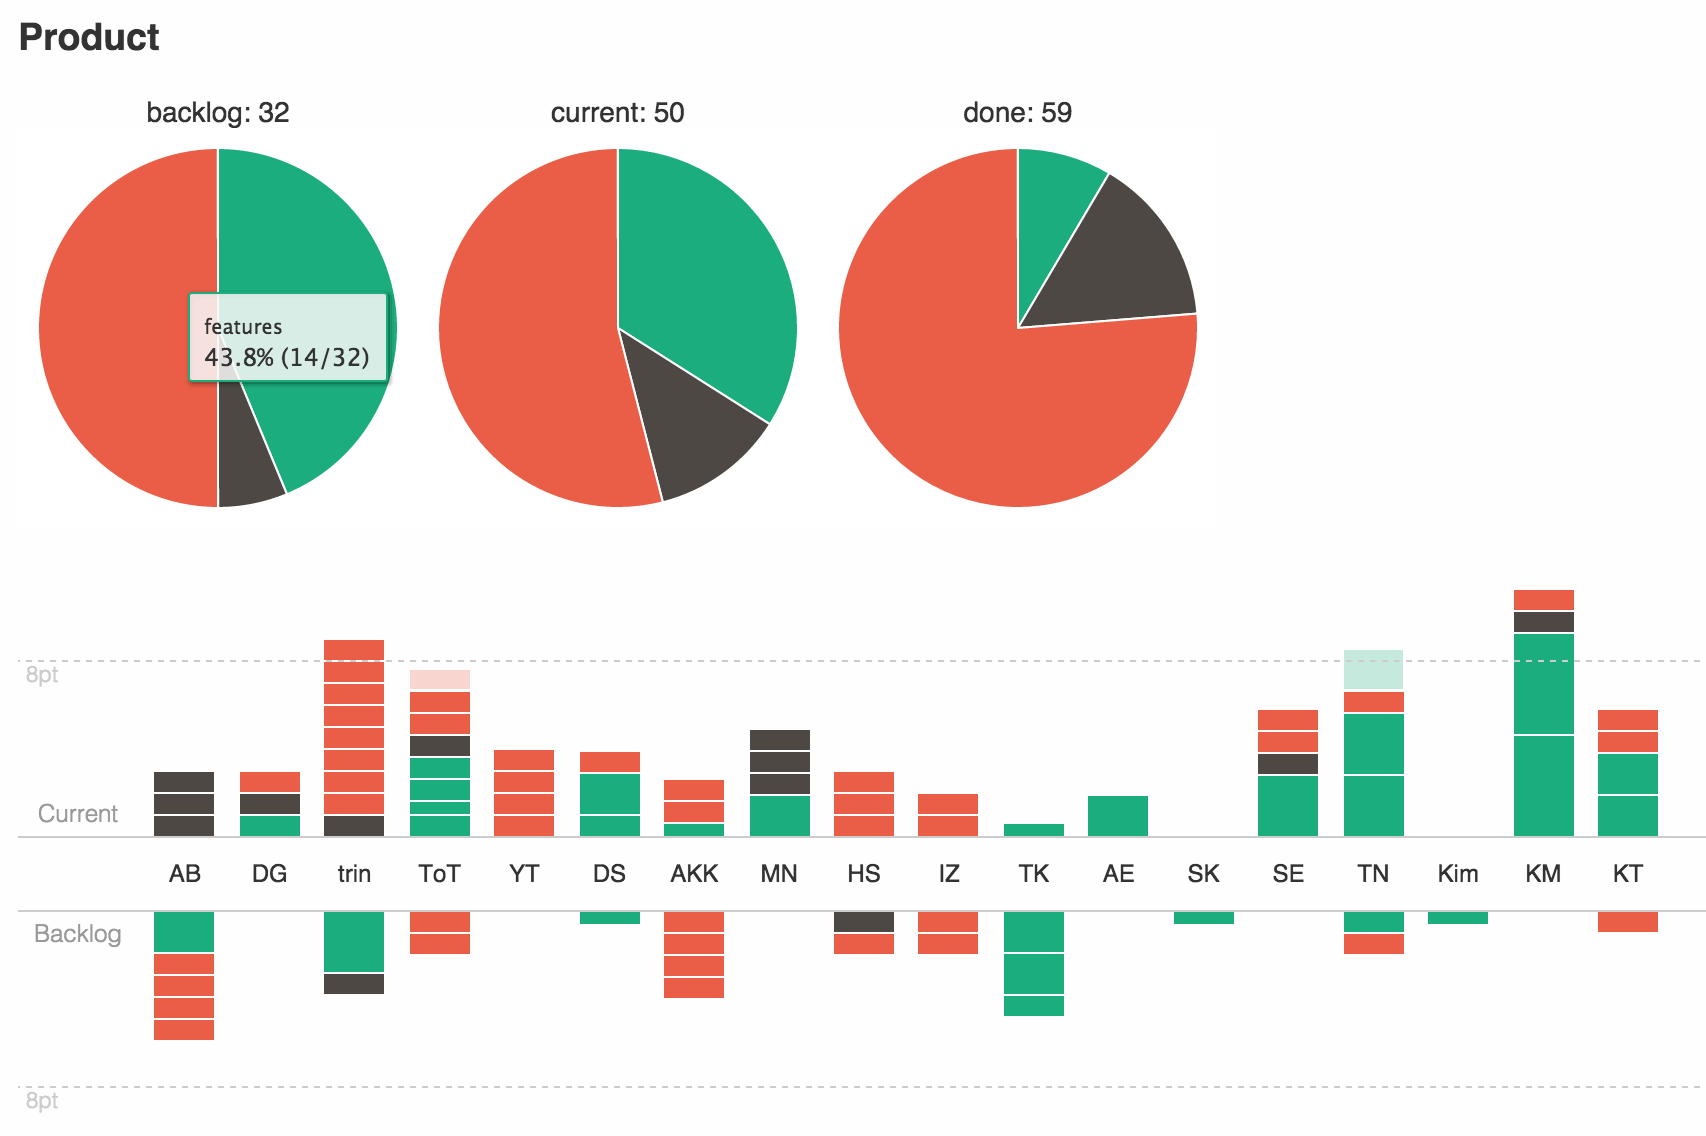 Product
backlog: 32
current: 50
done: 59
features
43.8% (14/32)
8pt
Current
AB DG trin ToT YT DS AKK MN HS IZ TK AE SK SE TN Kim KM KT
Backlog
8pt